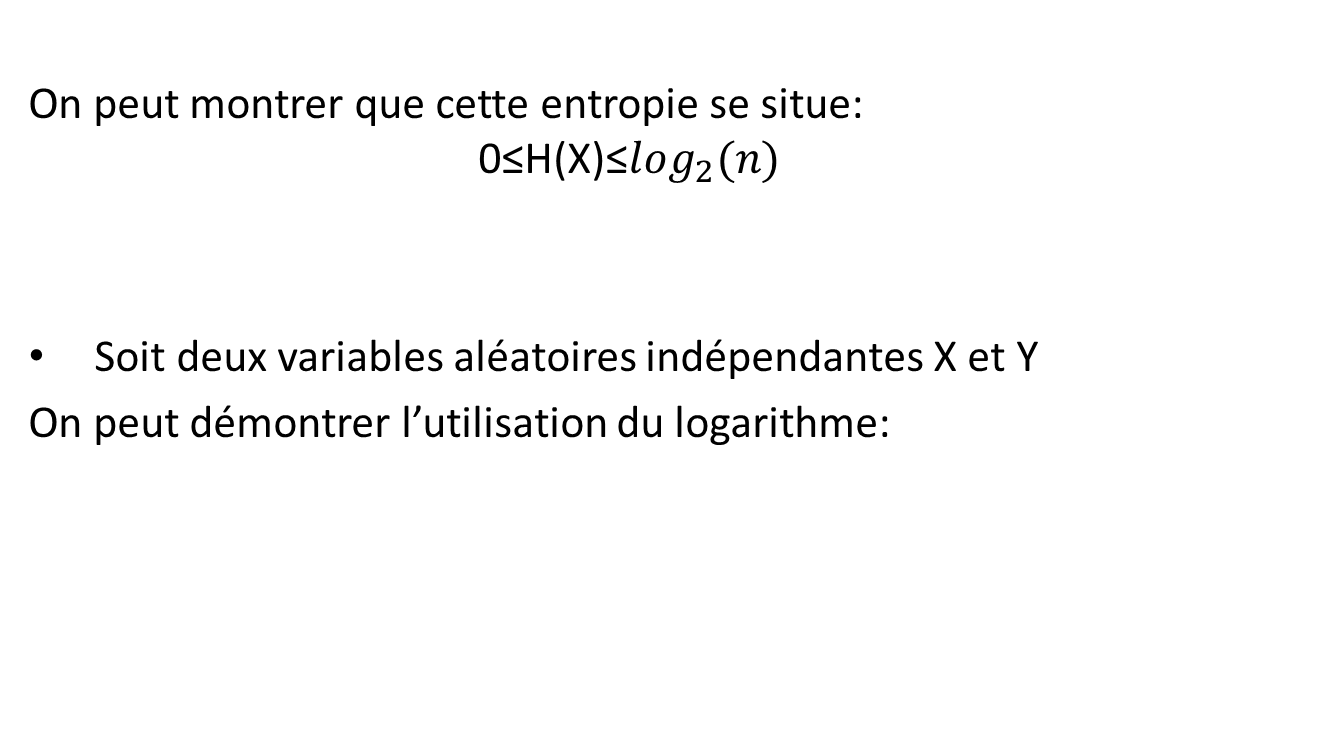 On peut montrer que cette entropie se situe:
0≤H(X)≤𝑙𝑜𝑔₂(𝑛)
• Soit deux variables aléatoires indépendantes X et Y
On peut démontrer l’utilisation du logarithme: